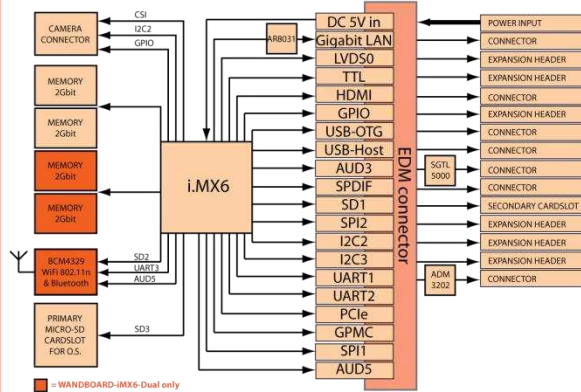 CAMERA
CONNECTOR
CSI
I2C2
GPIO
MEMORY
2Gbit
MEMORY
2Gbit
MEMORY
2Gbit
MEMORY
2Gbit
BCM4329
WiFi 802.11n
& Bluetooth
SD2
UART3
AUD5
PRIMARY
MICRO-SD
CARDSLOT
FOR O.S.
SD3
= WANDBOARD-iMX6-Dual only
i.MX6
AR8031
DC 5V in
Gigabit LAN
LVDS0
TTL
HDMI
GPIO
USB-OTG
USB-Host
AUD3
SPDIF
SD1
SPI2
I2C2
I2C3
UART1
UART2
PCIe
GPMC
SPI1
AUD5
EDM connector
SGTL
5000
ADM
3202
POWER INPUT
CONNECTOR
EXPANSION HEADER
EXPANSION HEADER
CONNECTOR
EXPANSION HEADER
CONNECTOR
CONNECTOR
CONNECTOR
CONNECTOR
SECONDARY CARDSLOT
EXPANSION HEADER
EXPANSION HEADER
EXPANSION HEADER
CONNECTOR